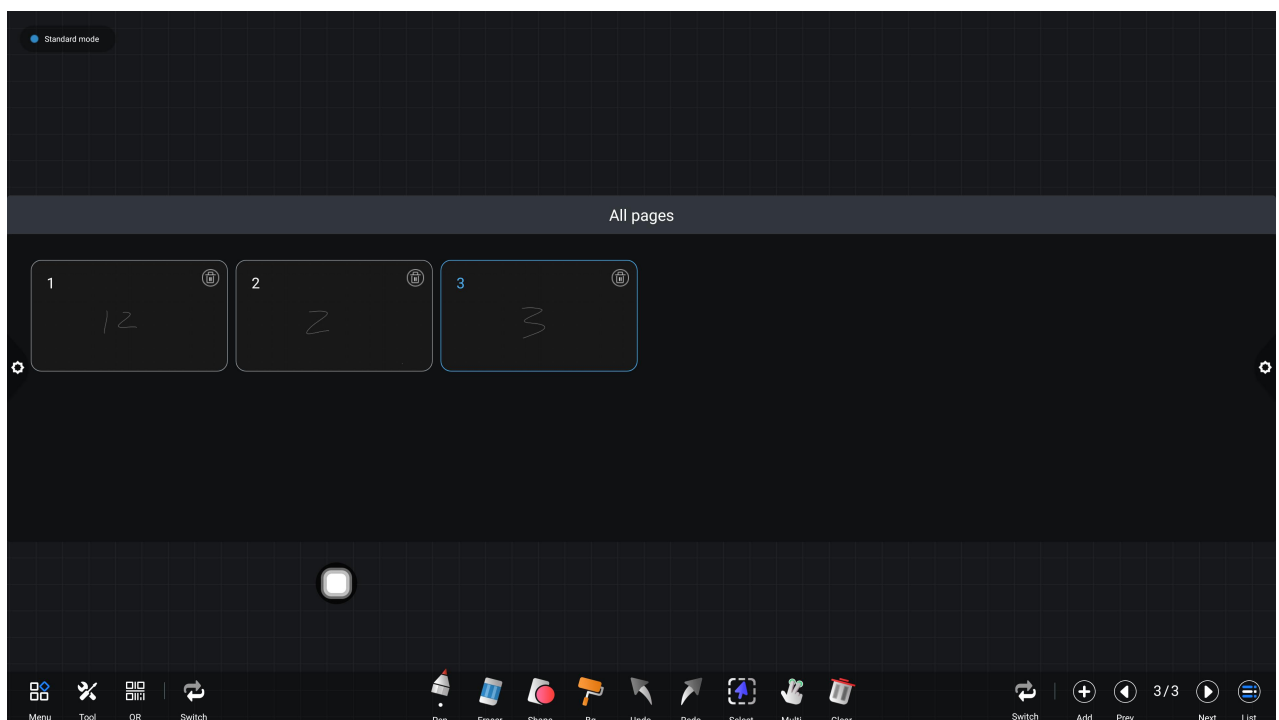 Standard mode
All pages
1
2
3
12
2
3
3/3
Menu
Tool
QR
Switch
Pen
Eraser
Shape
Bg
Undo
Redo
Select
Multi
Clear
Switch
Add
Prev
Next
List